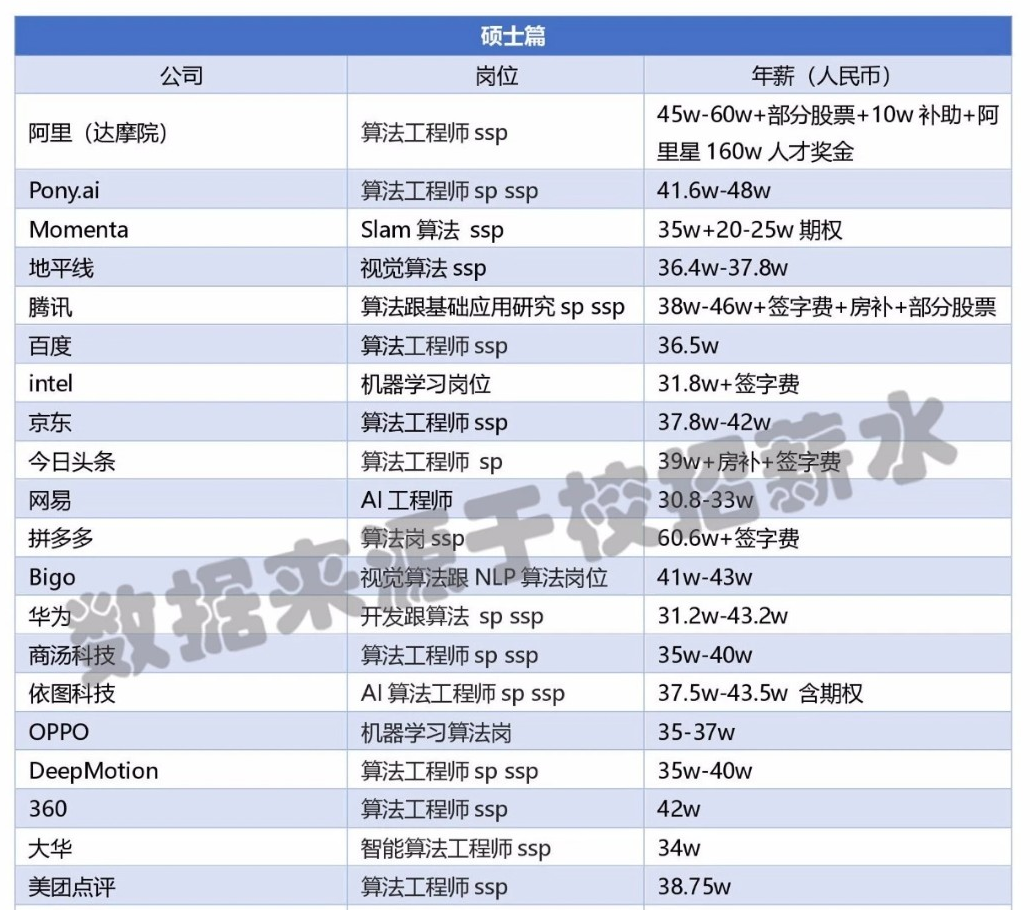 硕士篇
公司 岗位 年薪（人民币）
阿里（达摩院） 算法工程师 ssp 45w-60w+部分股票+10w 补助+阿
里星 160w 人才奖金
Pony.ai 算法工程师 sp ssp 41.6w-48w
Momenta Slam 算法 ssp 35w+20-25w 期权
地平线 视觉算法 ssp 36.4w-37.8w
腾讯 算法跟基础应用研究 sp ssp 38w-46w+签字费+房补+部分股票
百度 算法工程师 ssp 36.5w
intel 机器学习岗位 31.8w+签字费
京东 算法工程师 ssp 37.8w-42w
今日头条 算法工程师 sp 39w+房补+签字费
网易 AI 工程师 30.8-33w
拼多多 算法岗 ssp 60.6w+签字费
Bigo 视觉算法跟 NLP 算法岗位 41w-43w
华为 开发跟算法 sp ssp 31.2w-43.2w
商汤科技 算法工程师 sp ssp 35w-40w
依图科技 AI 算法工程师 sp ssp 37.5w-43.5w 含期权
OPPO 机器学习算法岗 35-37w
DeepMotion 算法工程师 sp ssp 35w-40w
360 算法工程师 ssp 42w
大华 智能算法工程师 ssp 34w
美团点评 算法工程师 ssp 38.75w
数据来源于校招薪水